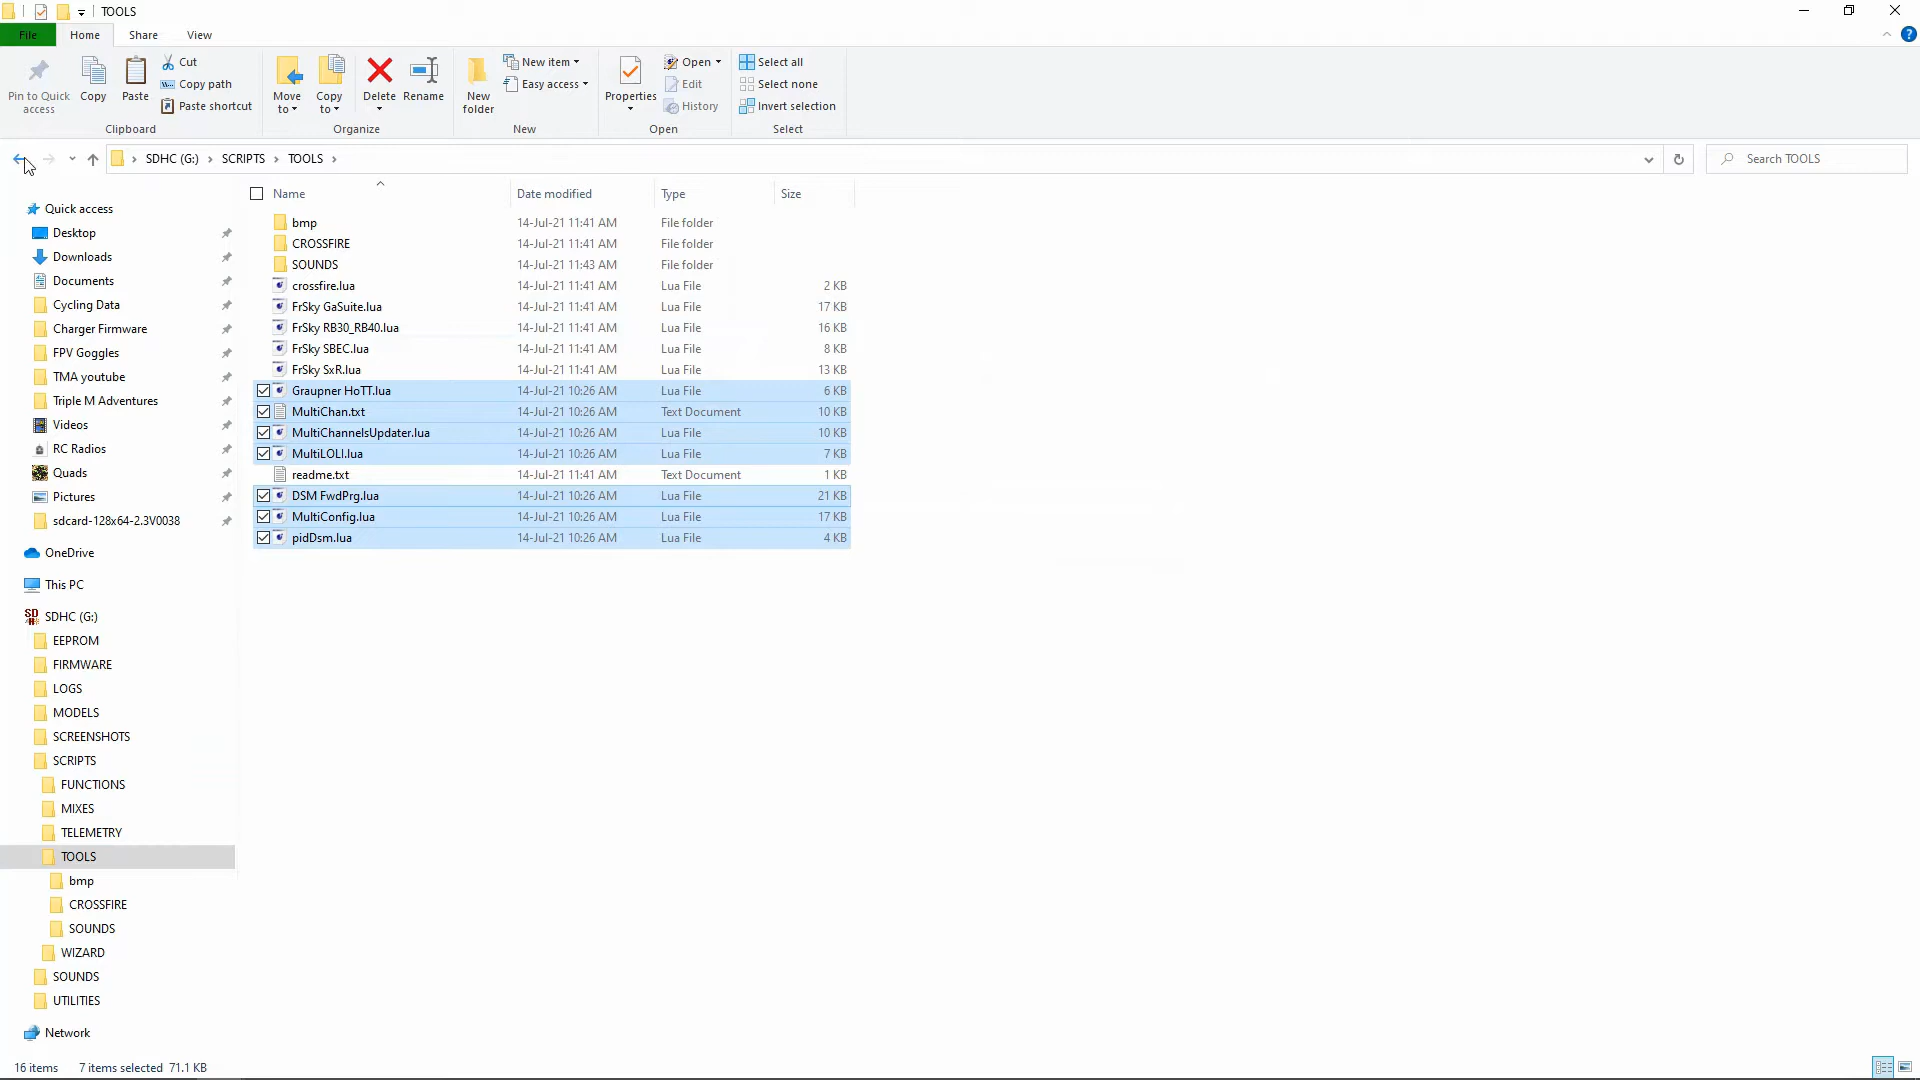 TOOLS
File Home Share View
Pin to Quick access
Copy
Paste
Cut
Copy path
Paste shortcut
Clipboard
Move to
Copy to
Delete
Rename
Organize
New folder
New item
Easy access
New
Properties
Open
Edit
History
Open
Select all
Select none
Invert selection
Select
SDHC (G:) SCRIPTS TOOLS
Search TOOLS
Name Date modified Type Size
bmp 14-Jul-21 11:41 AM File folder
CROSSFIRE 14-Jul-21 11:41 AM File folder
SOUNDS 14-Jul-21 11:43 AM File folder
crossfire.lua 14-Jul-21 11:41 AM Lua File 2 KB
FrSky GaSuite.lua 14-Jul-21 11:41 AM Lua File 17 KB
FrSky RB30_RB40.lua 14-Jul-21 11:41 AM Lua File 16 KB
FrSky SBEC.lua 14-Jul-21 11:41 AM Lua File 8 KB
FrSky SxR.lua 14-Jul-21 11:41 AM Lua File 13 KB
Graupner HoTT.lua 14-Jul-21 10:26 AM Lua File 6 KB
MultiChan.txt 14-Jul-21 10:26 AM Text Document 10 KB
MultiChannelsUpdater.lua 14-Jul-21 10:26 AM Lua File 10 KB
MultiLOLI.lua 14-Jul-21 10:26 AM Lua File 7 KB
readme.txt 14-Jul-21 11:41 AM Text Document 1 KB
DSM FwdPrg.lua 14-Jul-21 10:26 AM Lua File 21 KB
MultiConfig.lua 14-Jul-21 10:26 AM Lua File 17 KB
pidDsm.lua 14-Jul-21 10:26 AM Lua File 4 KB
Quick access
Desktop
Downloads
Documents
Cycling Data
Charger Firmware
FPV Goggles
TMA youtube
Triple M Adventures
Videos
RC Radios
Quads
Pictures
sdcard-128x64-2.3V0038
OneDrive
This PC
SDHC (G:)
EEPROM
FIRMWARE
LOGS
MODELS
SCREENSHOTS
SCRIPTS
FUNCTIONS
MIXES
TELEMETRY
TOOLS
bmp
CROSSFIRE
SOUNDS
WIZARD
SOUNDS
UTILITIES
Network
16 items 7 items selected 71.1 KB